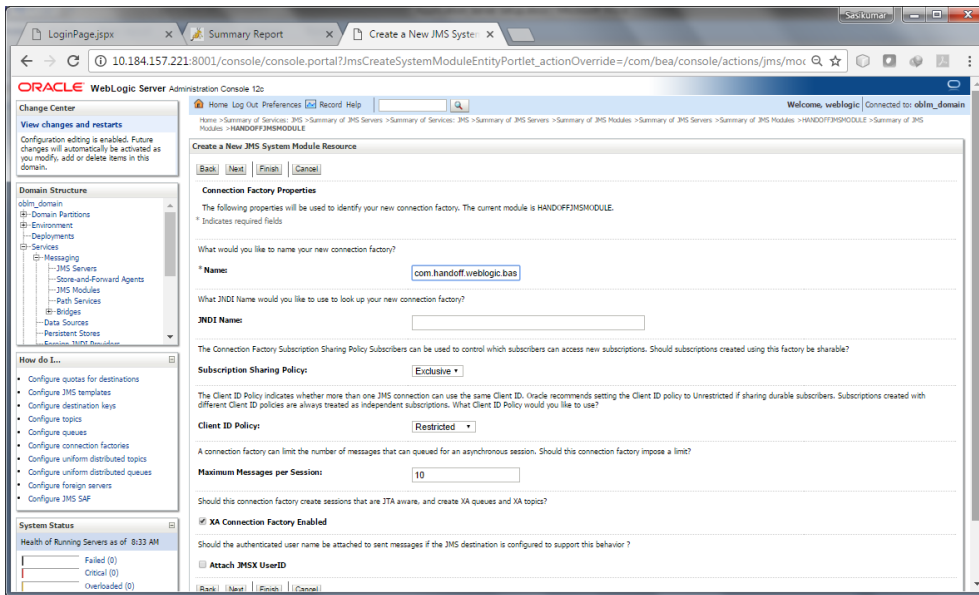 Sasikumar
LoginPage.jspx
Summary Report
Create a New JMS System
10.184.157.221:8001/console/console.portal?JmsCreateSystemModuleEntityPortlet_actionOverride=/com/bea/console/actions/jms/moc
ORACLE WebLogic Server Administration Console 12c
Change Center
View changes and restarts
Configuration editing is enabled. Future
changes will automatically be activated as
you modify, add or delete items in this
domain.
Domain Structure
oblm_domain
Domain Partitions
Environment
Deployments
Services
Messaging
JMS Servers
Store-and-Forward Agents
JMS Modules
Path Services
Bridges
Data Sources
Persistent Stores
Foreign JNDI Providers
How do I...
Configure quotas for destinations
Configure JMS templates
Configure destination keys
Configure topics
Configure queues
Configure connection factories
Configure uniform distributed topics
Configure uniform distributed queues
Configure foreign servers
Configure JMS SAF
System Status
Health of Running Servers as of 8:33 AM
Failed (0)
Critical (0)
Overloaded (0)
Home Log Out Preferences Record Help
Welcome, weblogic Connected to: oblm_domain
Home >Summary of Services: JMS >Summary of JMS Servers >Summary of Services: JMS >Summary of JMS Servers >Summary of JMS Modules >Summary of JMS Servers >Summary of JMS Modules >HANDOFFJMSMODULE >Summary of JMS
Modules >HANDOFFJMSMODULE
Create a New JMS System Module Resource
Back Next Finish Cancel
Connection Factory Properties
The following properties will be used to identify your new connection factory. The current module is HANDOFFJMSMODULE.
* Indicates required fields
What would you like to name your new connection factory?
* Name: com.handoff.weblogic.bas
What JNDI Name would you like to use to look up your new connection factory?
JNDI Name:
The Connection Factory Subscription Sharing Policy Subscribers can be used to control which subscribers can access new subscriptions. Should subscriptions created using this factory be sharable?
Subscription Sharing Policy: Exclusive
The Client ID Policy indicates whether more than one JMS connection can use the same Client ID. Oracle recommends setting the Client ID policy to Unrestricted if sharing durable subscribers. Subscriptions created with
different Client ID policies are always treated as independent subscriptions. What Client ID Policy would you like to use?
Client ID Policy: Restricted
A connection factory can limit the number of messages that can queued for an asynchronous session. Should this connection factory impose a limit?
Maximum Messages per Session: 10
Should this connection factory create sessions that are JTA aware, and create XA queues and XA topics?
XA Connection Factory Enabled
Should the authenticated user name be attached to sent messages if the JMS destination is configured to support this behavior ?
Attach JMSX UserID
Back Next Finish Cancel